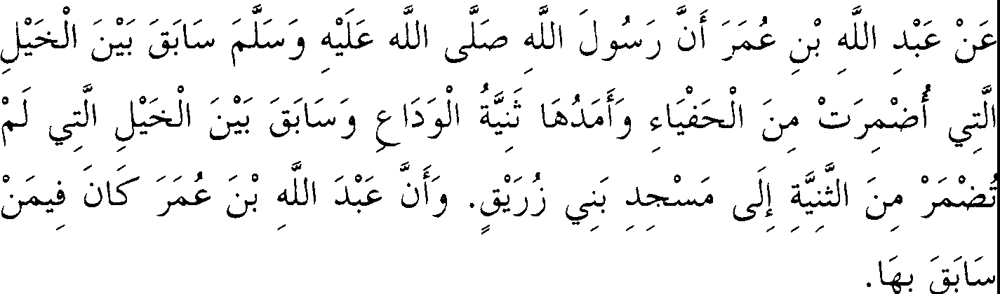 عَنْ عَبْدِ اللَّهِ بْنِ عُمَرَ أَنَّ رَسُولَ اللَّهِ صَلَّى اللَّه عَلَيْهِ وَسَلَّمَ سَابَقَ بَيْنَ الْخَيْلِ
الَّتِي أُضْمِرَتْ مِنَ الْحَفْيَاءِ وَأَمَدُهَا ثَنِيَّةُ الْوَدَاعِ وَسَابَقَ بَيْنَ الْخَيْلِ الَّتِي لَمْ
تُضْمَرْ مِنَ الثَّنِيَّةِ إِلَى مَسْجِدِ بَنِي زُرَيْقٍ. وَأَنَّ عَبْدَ اللَّهِ بْنَ عُمَرَ كَانَ فِيمَنْ
سَابَقَ بِهَا.